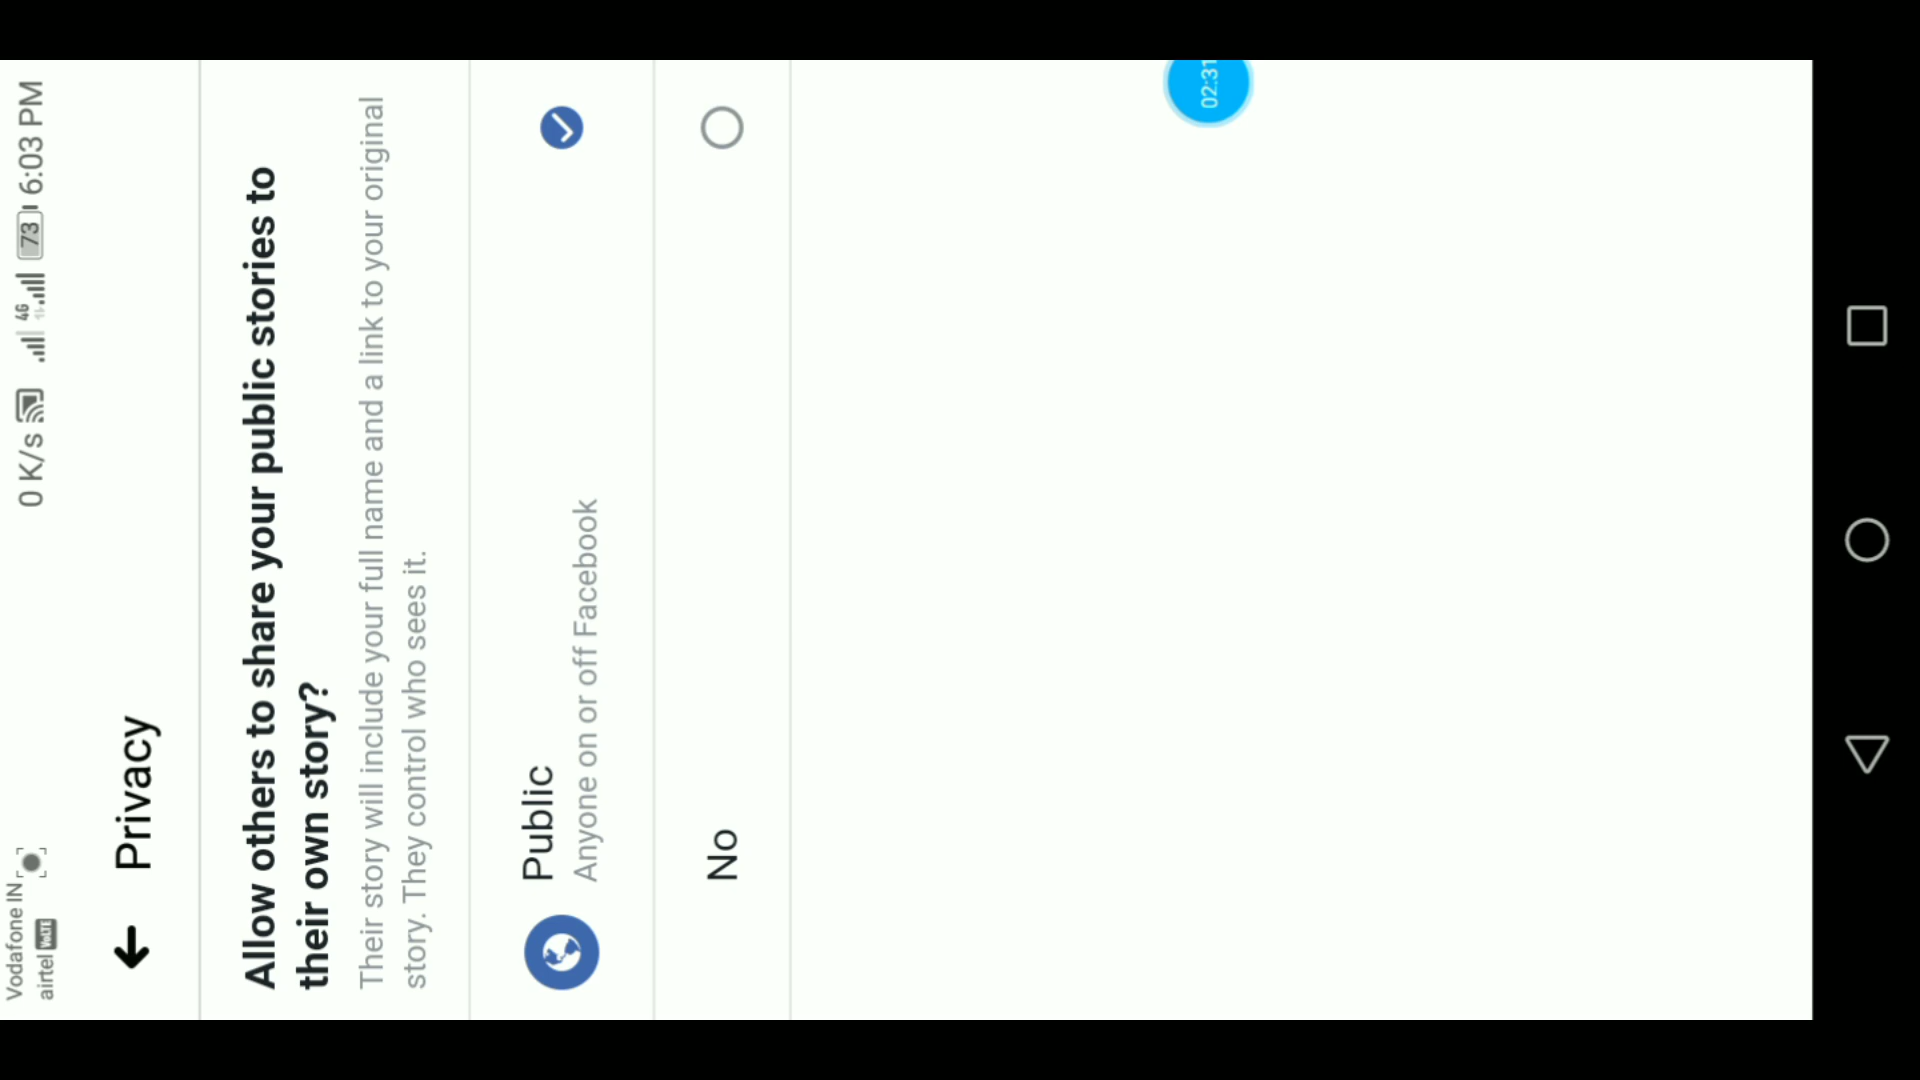 Vodafone IN
airtel VoLTE
0 K/s 4G 73 6:03 PM
Privacy
Allow others to share your public stories to
their own story?
Their story will include your full name and a link to your original
story. They control who sees it.
Public
Anyone on or off Facebook
No
02:31